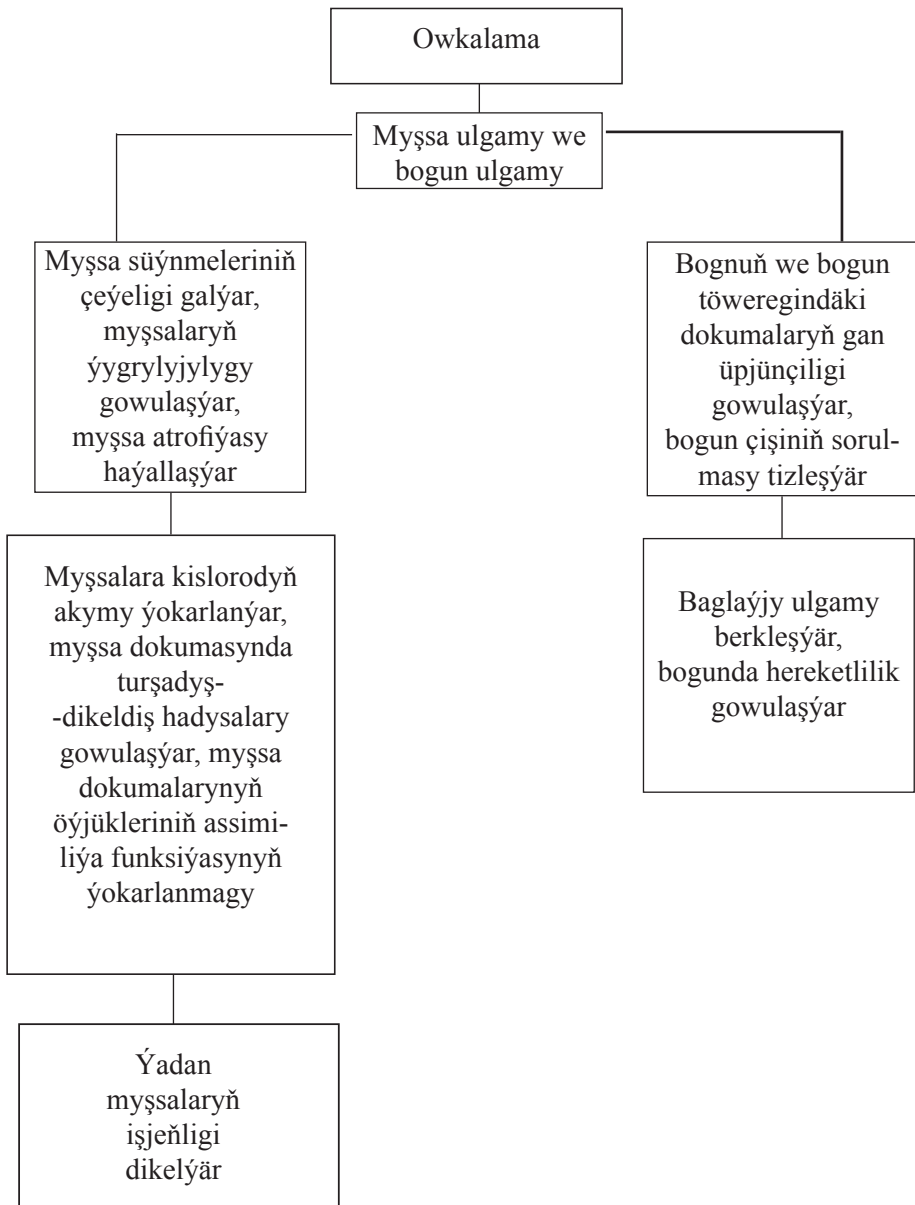 Owkalama
Myşsa ulgamy we
bogun ulgamy
Myşsa süýnmeleriniň
çeýeligi galýar,
myşsalaryň
ýygrylyjylygy
gowulaşýar,
myşsa atrofiýasy
haýallaşýar
Myşsalara kislorodyň
akymy ýokarlanýar,
myşsa dokumasynda
turşadyş-
-dikeldiş hadysalary
gowulaşýar, myşsa
dokumalarynyň
öýjükleriniň assimi-
liýa funksiýasynyň
ýokarlanmagy
Ýadan
myşsalaryň
işjeňligi
dikelýär
Bognuň we bogun
töweregindäki
dokumalaryň gan
üpjünçiligi
gowulaşýar,
bogun çişiniň sorul-
masy tizleşýär
Baglaýjy ulgamy
berkleşýär,
bogunda hereketlilik
gowulaşýar